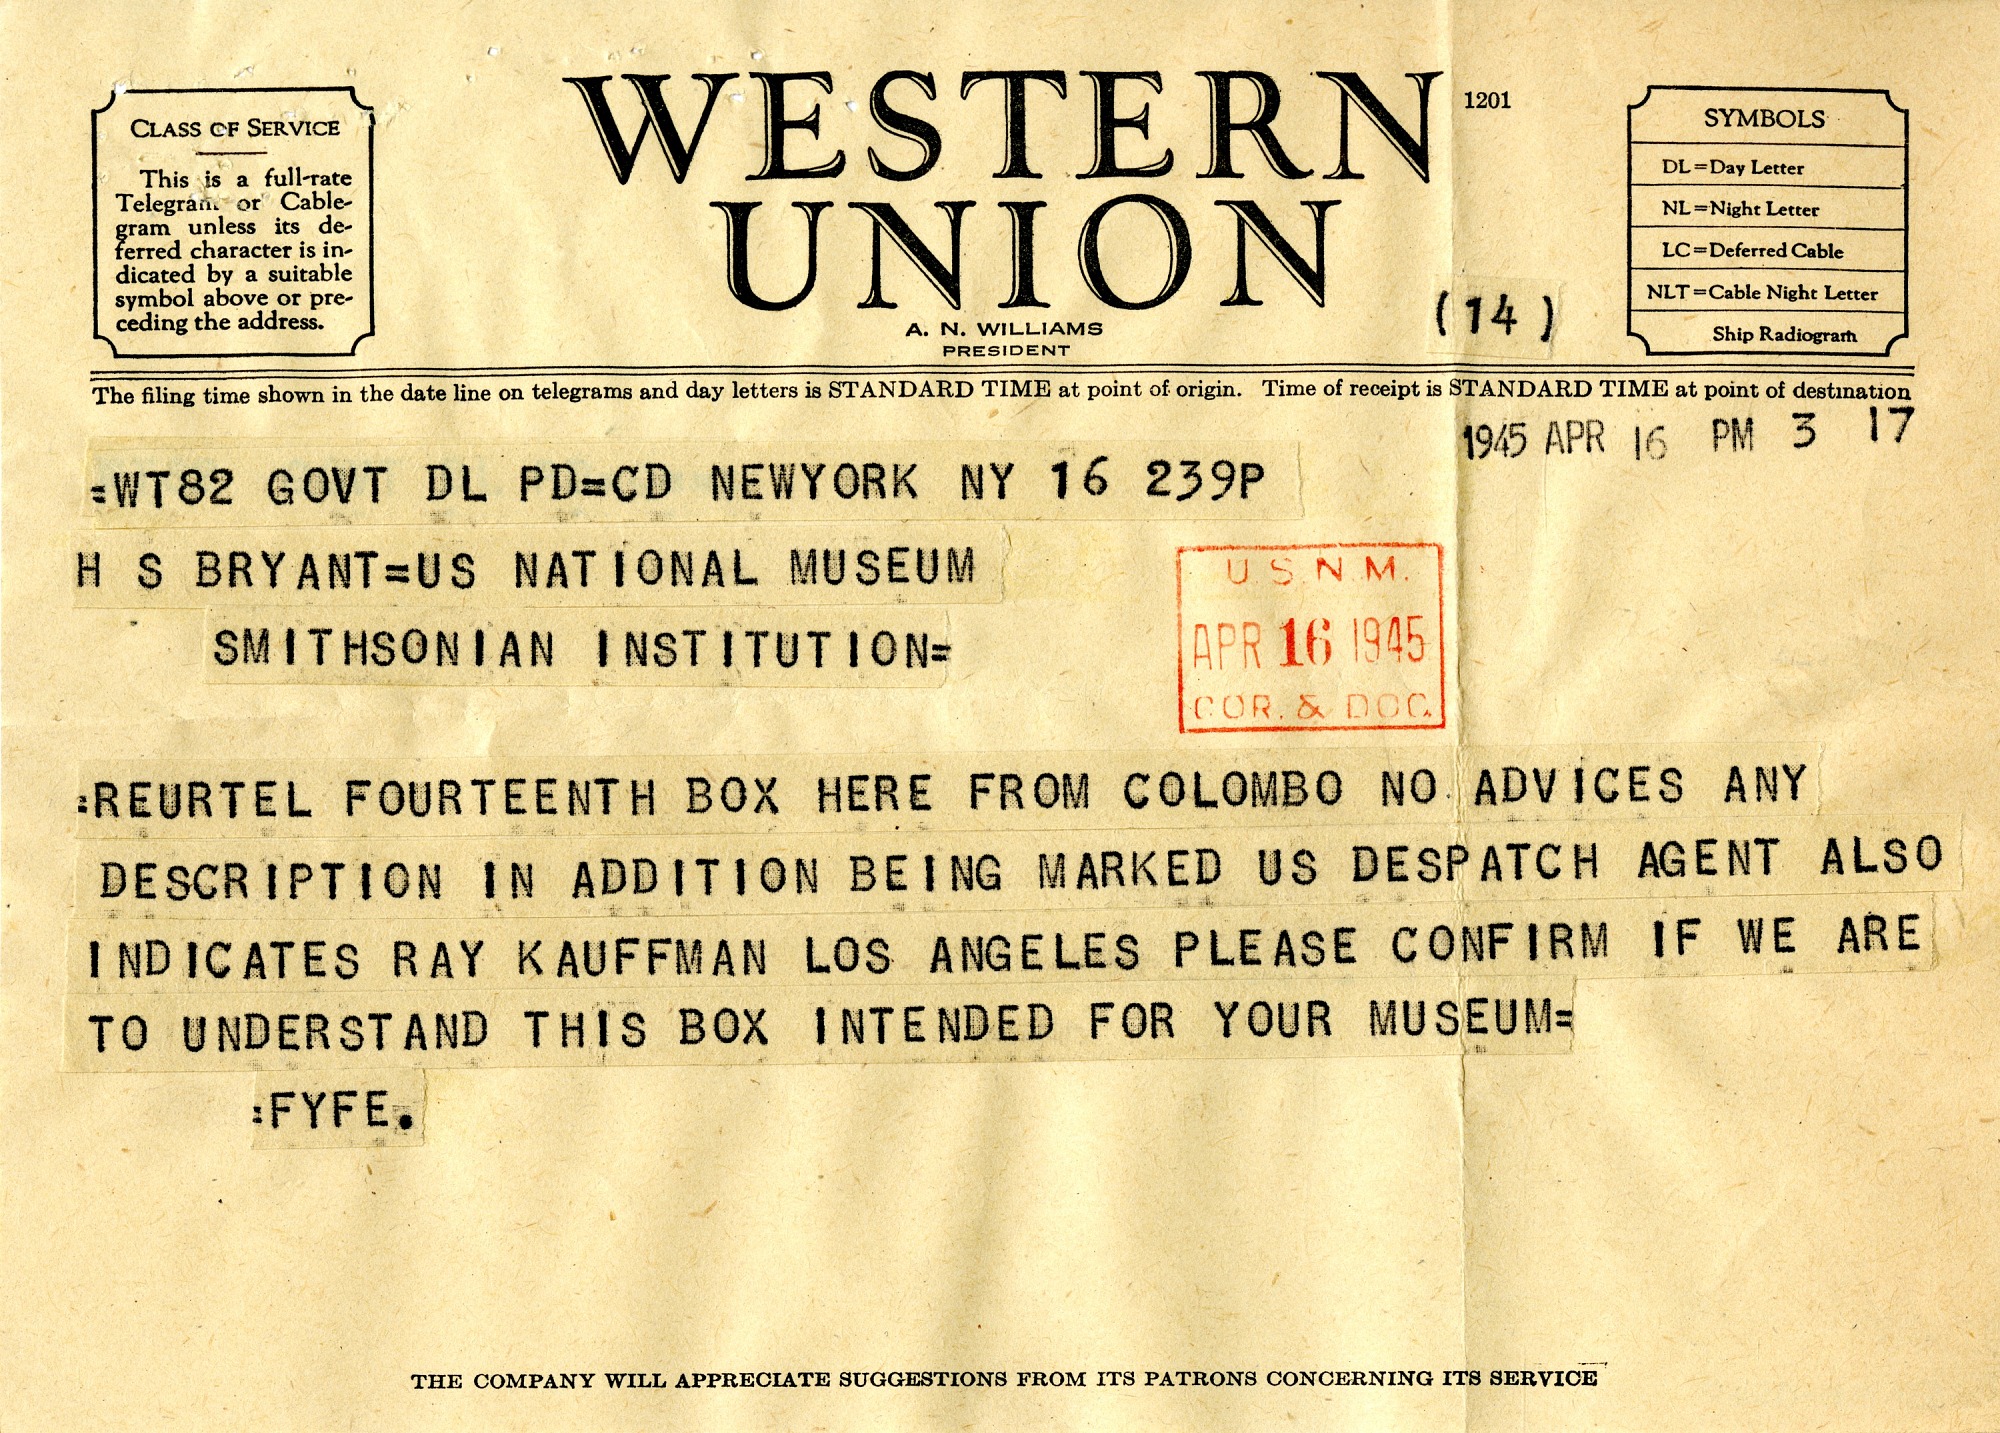 CLASS OF SERVICE
This is a full-rate
Telegram or Cable-
gram unless its de-
ferred character is in-
dicated by a suitable
symbol above or pre-
ceding the address.
WESTERN
UNION
1201
A. N. WILLIAMS
PRESIDENT
(14)
SYMBOLS
DL=Day Letter
NL=Night Letter
LC=Deferred Cable
NLT=Cable Night Letter
Ship Radiogram
The filing time shown in the date line on telegrams and day letters is STANDARD TIME at point of origin. Time of receipt is STANDARD TIME at point of destination
1945 APR 16 PM 3 17
=WT82 GOVT DL PD=CD NEWYORK NY 16 239P
H S BRYANT=US NATIONAL MUSEUM
SMITHSONIAN INSTITUTION=
U.S.N.M.
APR 16 1945
COR. & DOC.
:REURTEL FOURTEENTH BOX HERE FROM COLOMBO NO ADVICES ANY
DESCRIPTION IN ADDITION BEING MARKED US DESPATCH AGENT ALSO
INDICATES RAY KAUFFMAN LOS ANGELES PLEASE CONFIRM IF WE ARE
TO UNDERSTAND THIS BOX INTENDED FOR YOUR MUSEUM=
:FYFE.
THE COMPANY WILL APPRECIATE SUGGESTIONS FROM ITS PATRONS CONCERNING ITS SERVICE